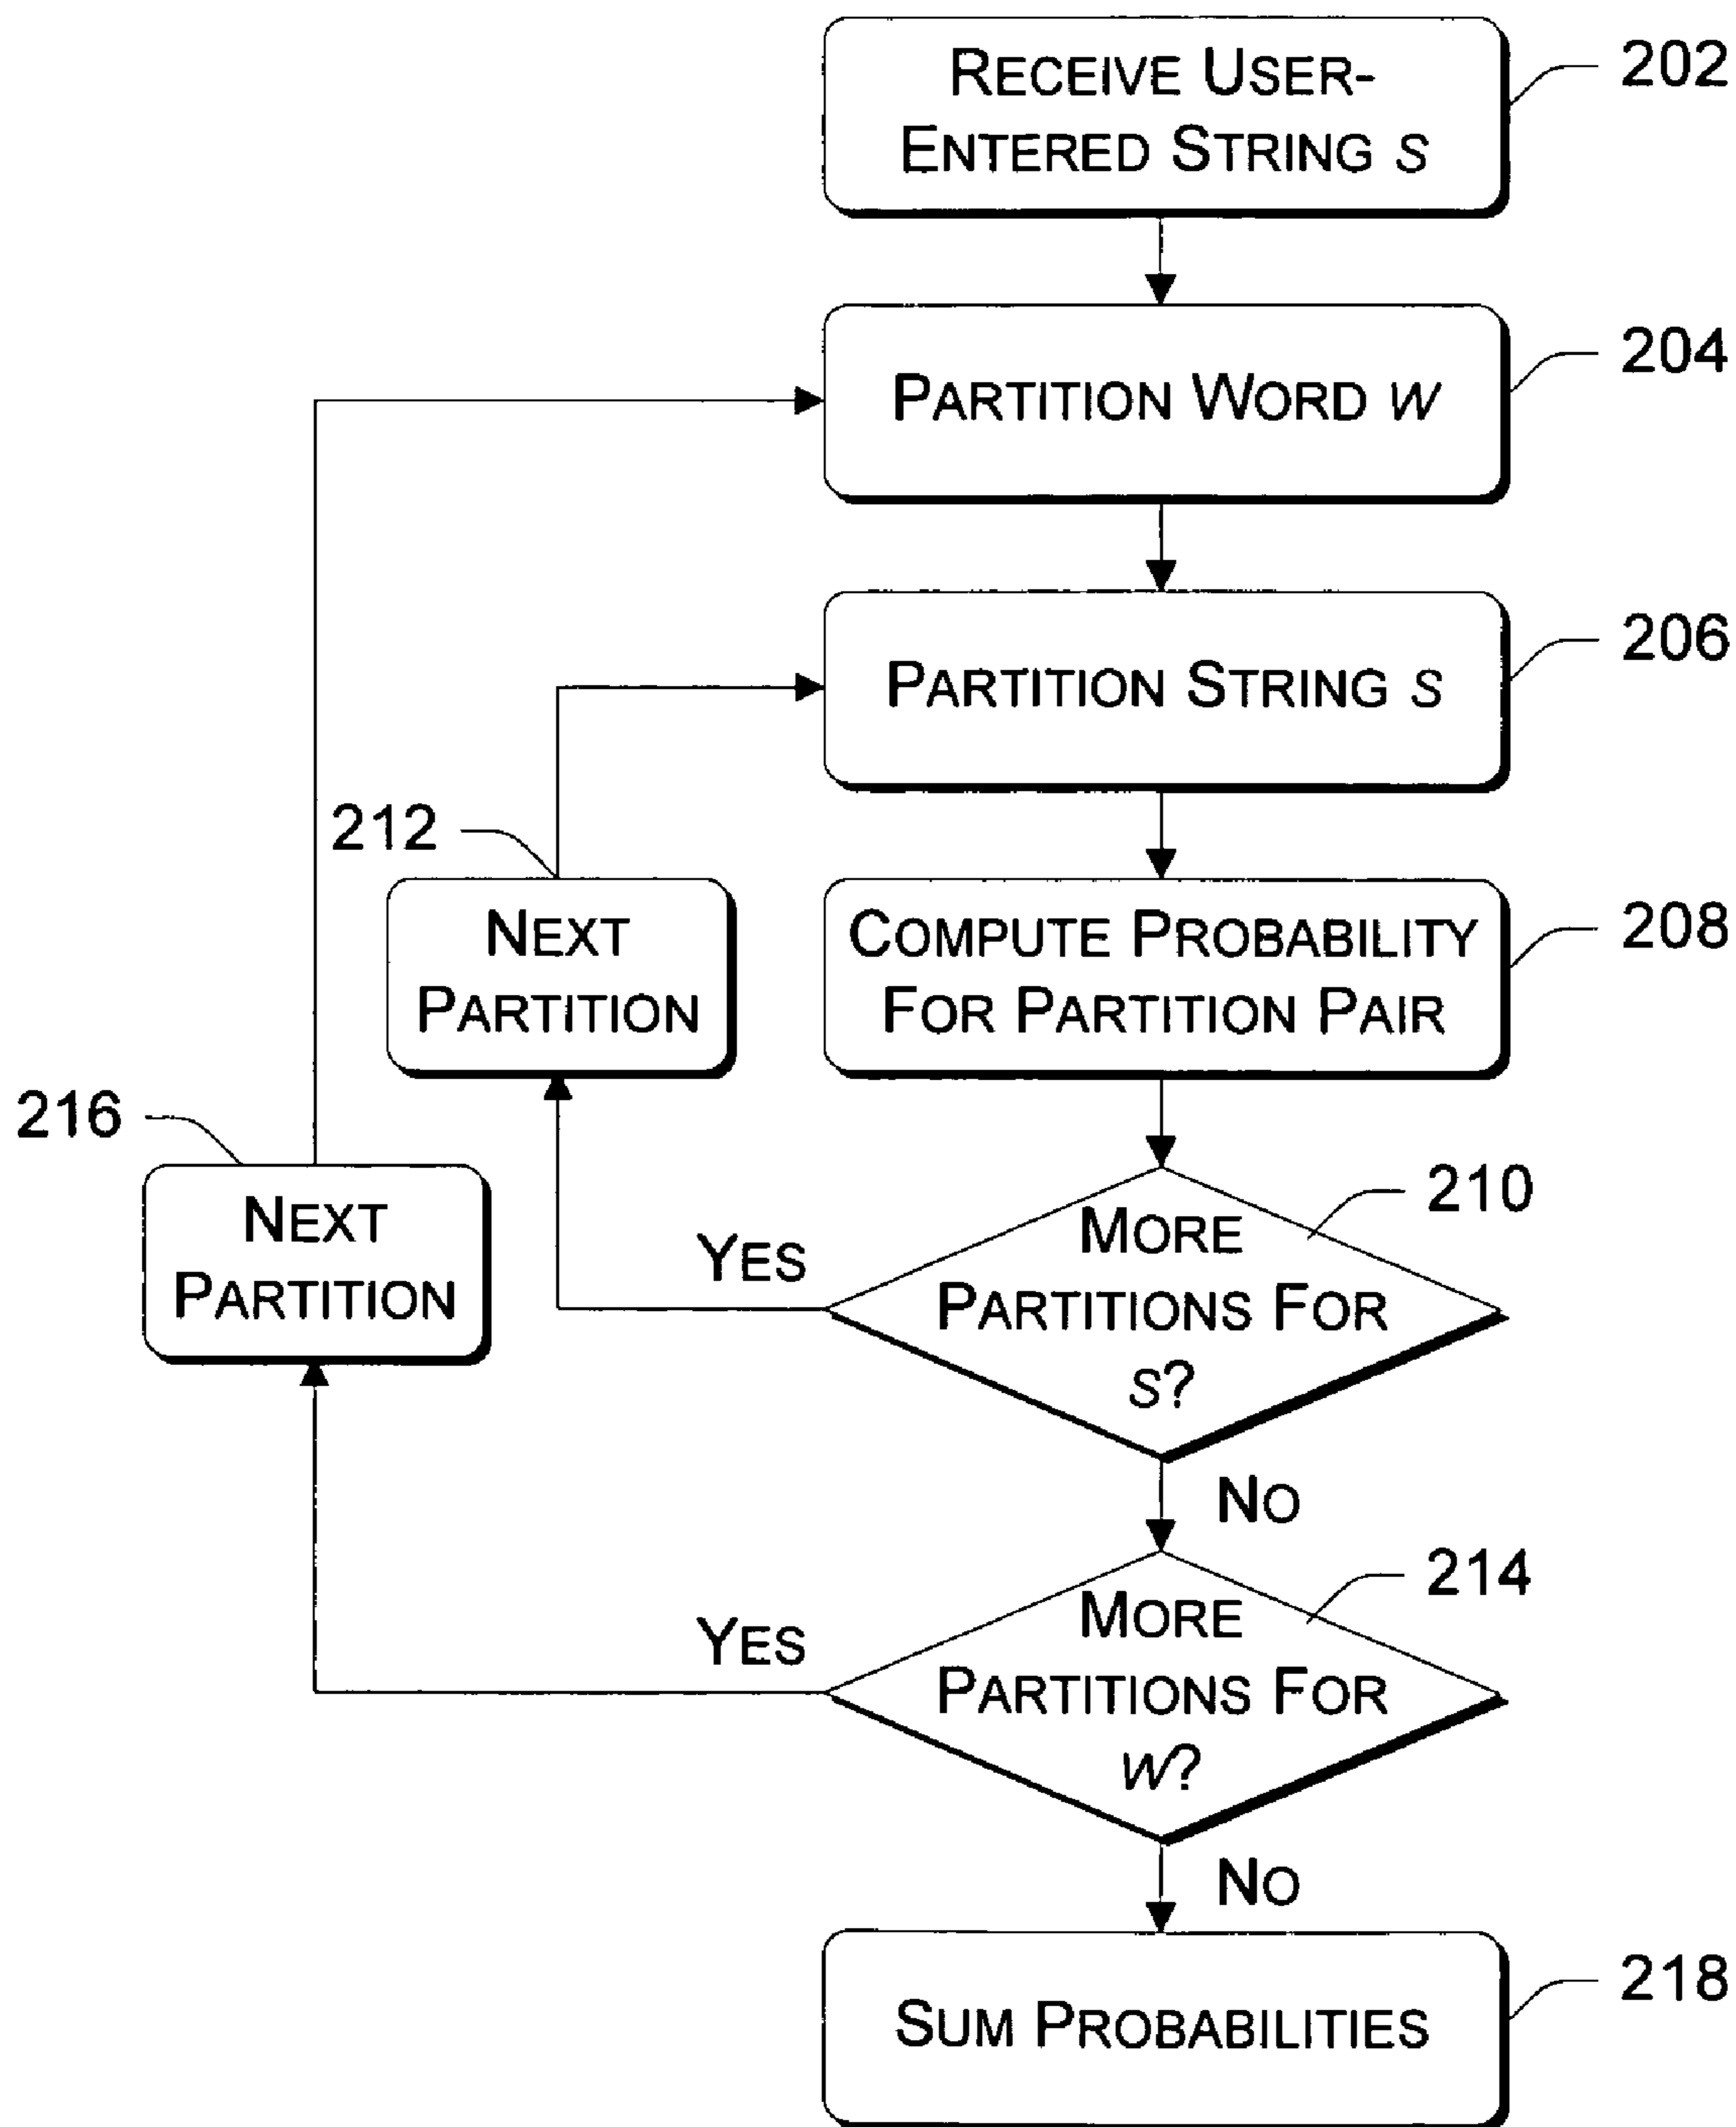 RECEIVE USER-
ENTERED STRING s
202
PARTITION WORD w
204
PARTITION STRING s
206
212
NEXT
PARTITION
COMPUTE PROBABILITY
FOR PARTITION PAIR
208
216
NEXT
PARTITION
YES
MORE
PARTITIONS FOR
s?
210
NO
YES
MORE
PARTITIONS FOR
w?
214
NO
SUM PROBABILITIES
218